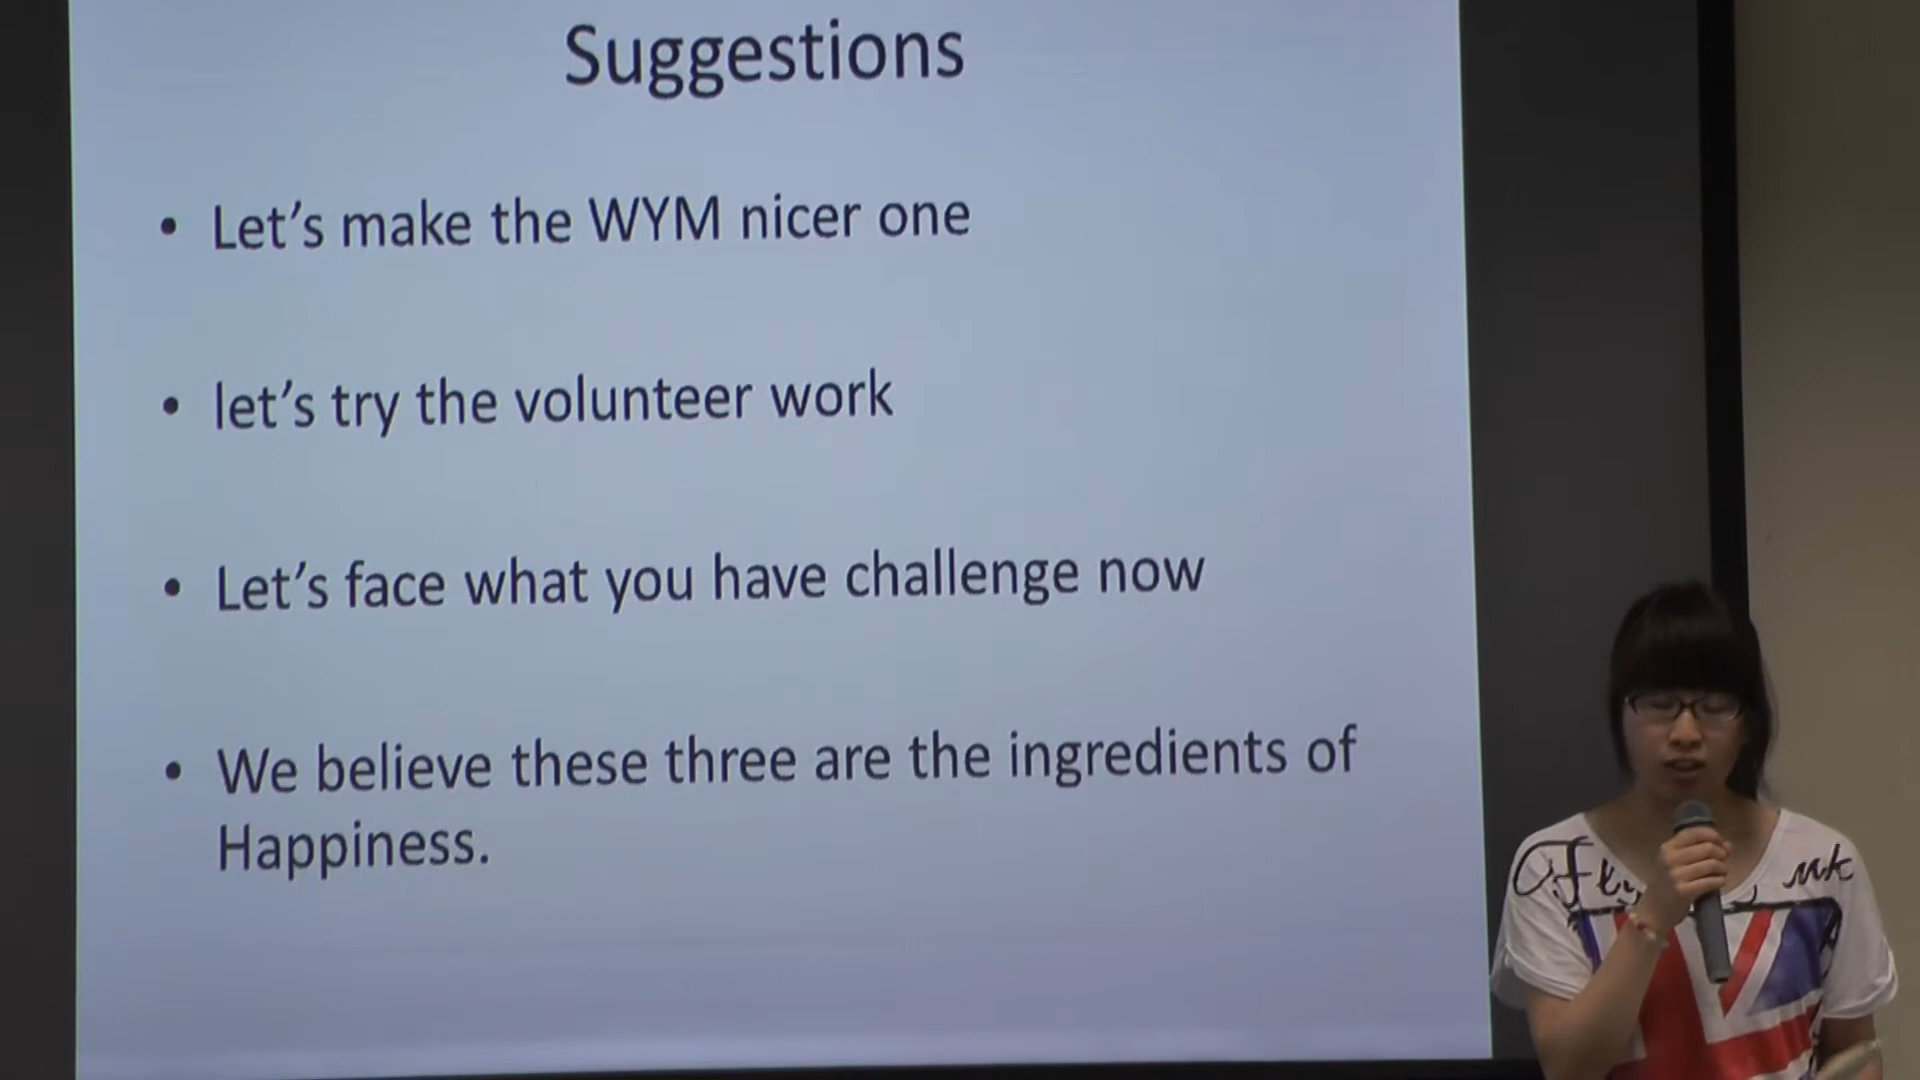 Suggestions
• Let's make the WYM nicer one
• let's try the volunteer work
• Let's face what you have challenge now
• We believe these three are the ingredients of
Happiness.